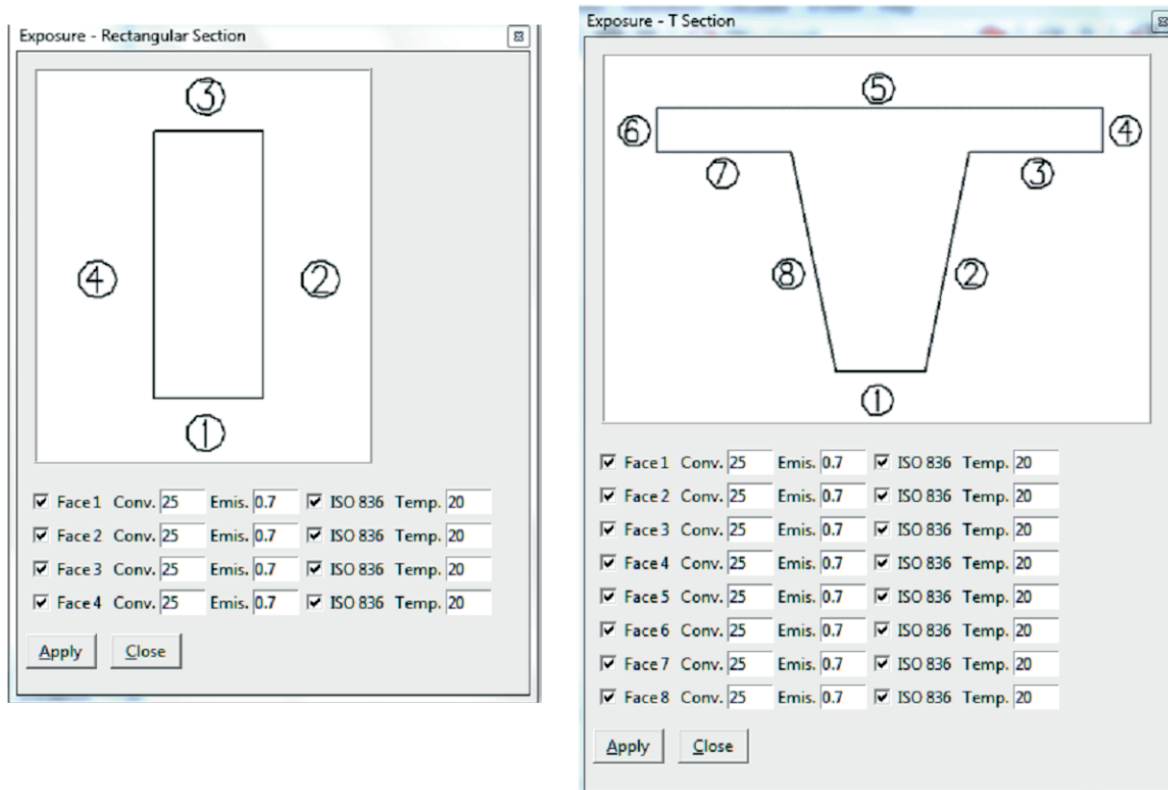 Exposure - Rectangular Section
3
4
2
1
Face 1 Conv. 25 Emis. 0.7 ISO 836 Temp. 20
Face 2 Conv. 25 Emis. 0.7 ISO 836 Temp. 20
Face 3 Conv. 25 Emis. 0.7 ISO 836 Temp. 20
Face 4 Conv. 25 Emis. 0.7 ISO 836 Temp. 20
Apply Close
Exposure - T Section
5
6
4
7
3
8
2
1
Face 1 Conv. 25 Emis. 0.7 ISO 836 Temp. 20
Face 2 Conv. 25 Emis. 0.7 ISO 836 Temp. 20
Face 3 Conv. 25 Emis. 0.7 ISO 836 Temp. 20
Face 4 Conv. 25 Emis. 0.7 ISO 836 Temp. 20
Face 5 Conv. 25 Emis. 0.7 ISO 836 Temp. 20
Face 6 Conv. 25 Emis. 0.7 ISO 836 Temp. 20
Face 7 Conv. 25 Emis. 0.7 ISO 836 Temp. 20
Face 8 Conv. 25 Emis. 0.7 ISO 836 Temp. 20
Apply Close